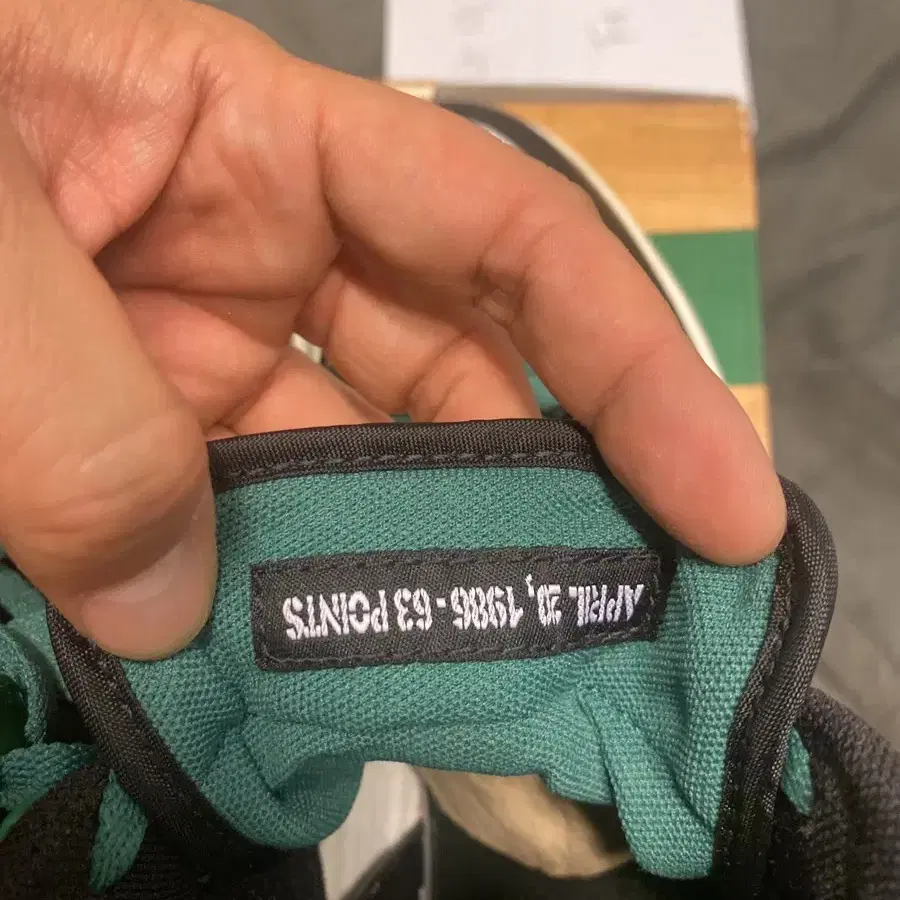 APRIL 20, 1986 - 63 POINTS